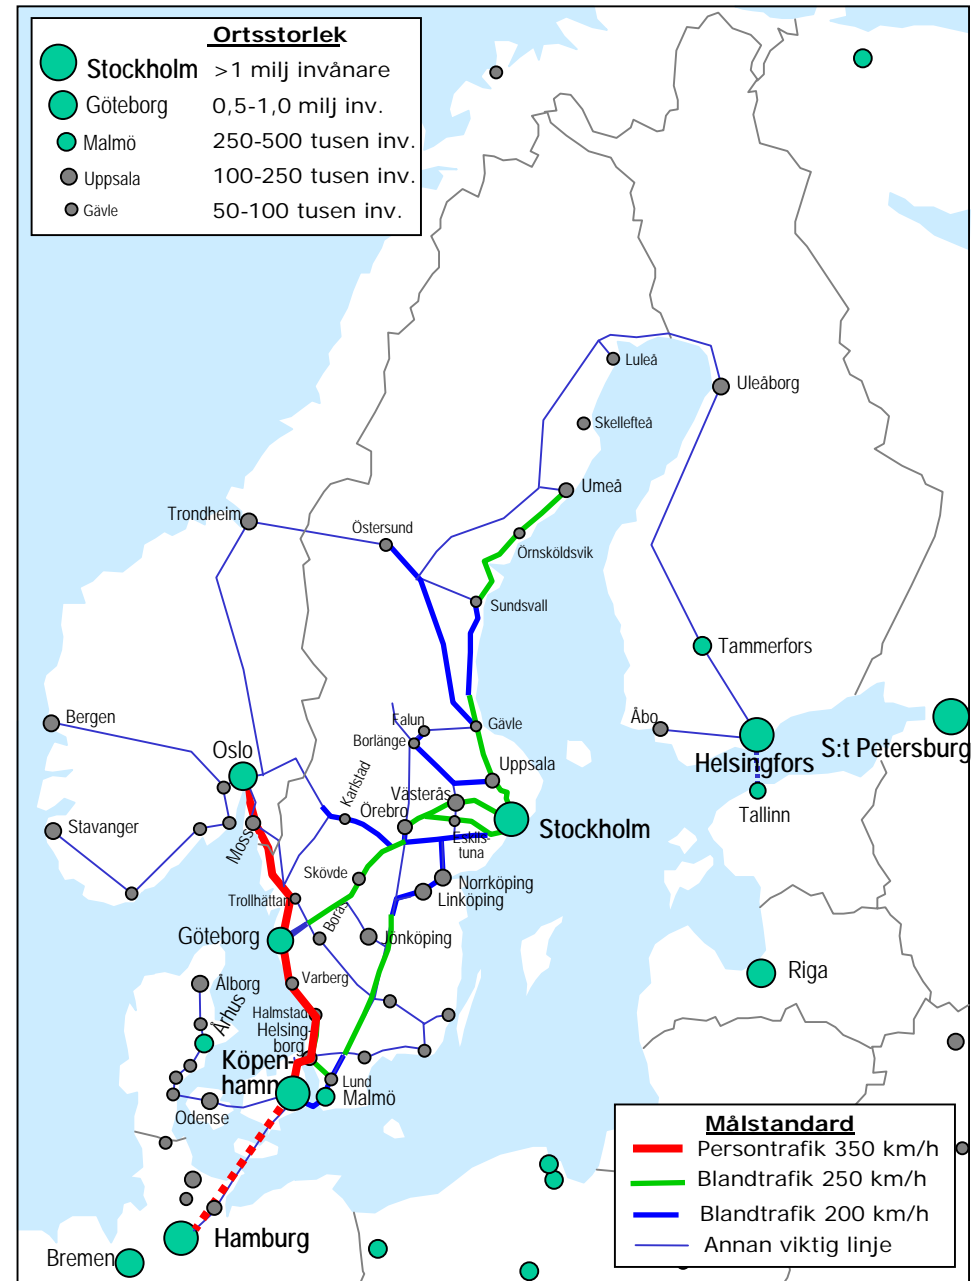 Ortsstorlek
Stockholm >1 milj invånare
Göteborg 0,5-1,0 milj inv.
Malmö 250-500 tusen inv.
Uppsala 100-250 tusen inv.
Gävle 50-100 tusen inv.
Luleå
Uleåborg
Skellefteå
Umeå
Trondheim
Östersund
Örnsköldsvik
Sundsvall
Tammerfors
Bergen
Falun
Gävle
Åbo
Borlänge
Oslo
Helsingfors
S:t Petersburg
Karlstad
Uppsala
Västerås
Örebro
Tallinn
Stavanger
Moss
Stockholm
Eskils-
tuna
Skövde
Norrköping
Linköping
Trollhättan
Borås
Göteborg
Jönköping
Riga
Varberg
Ålborg
Århus
Halmstad
Helsing-
borg
Köpen-
hamn
Lund
Malmö
Odense
Hamburg
Bremen
Målstandard
Persontrafik 350 km/h
Blandtrafik 250 km/h
Blandtrafik 200 km/h
Annan viktig linje